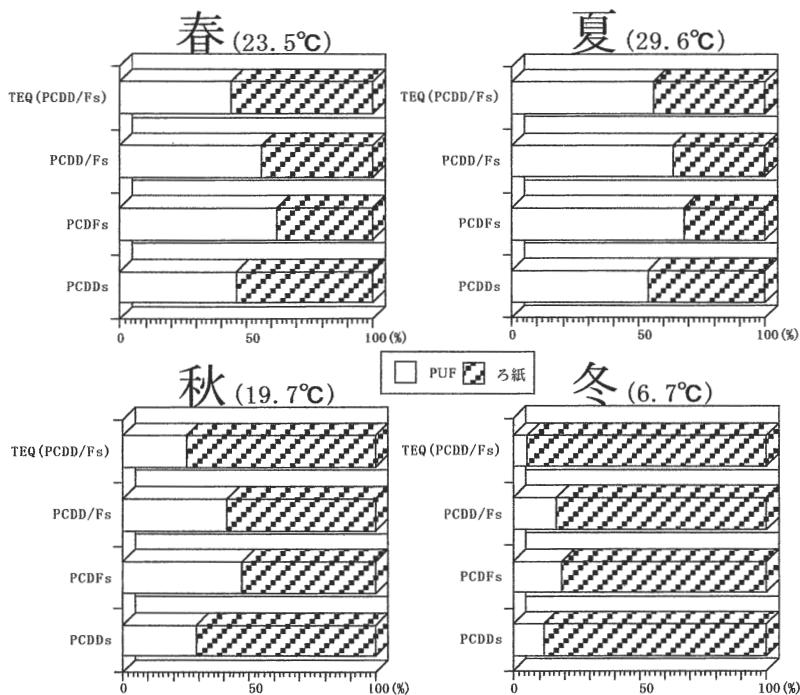 春 (23.5℃)
TEQ(PCDD/Fs)
PCDD/Fs
PCDFs
PCDDs
0 50 100(%)
夏 (29.6℃)
TEQ(PCDD/Fs)
PCDD/Fs
PCDFs
PCDDs
0 50 100(%)
PUF ろ紙
秋 (19.7℃)
TEQ(PCDD/Fs)
PCDD/Fs
PCDFs
PCDDs
0 50 100(%)
冬 (6.7℃)
TEQ(PCDD/Fs)
PCDD/Fs
PCDFs
PCDDs
0 50 100(%)